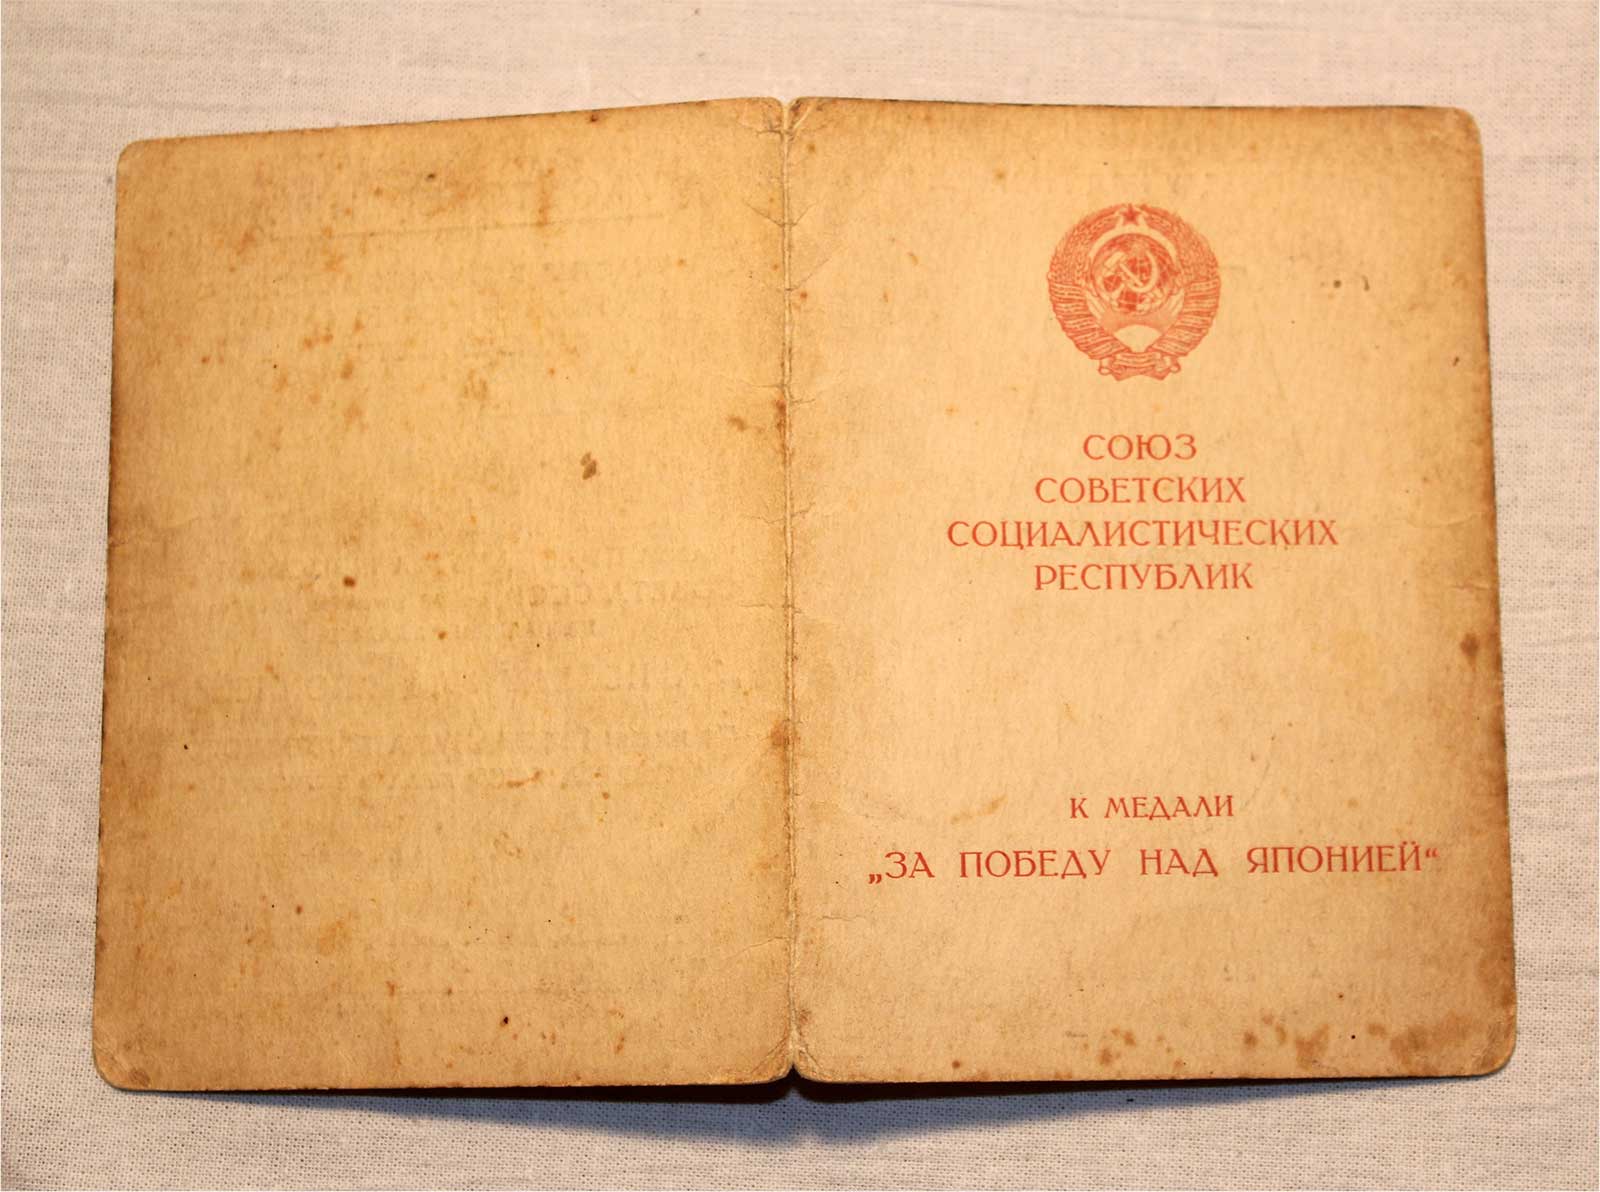 СОЮЗ
СОВЕТСКИХ
СОЦИАЛИСТИЧЕСКИХ
РЕСПУБЛИК
К МЕДАЛИ
„ЗА ПОБЕДУ НАД ЯПОНИЕЙ“